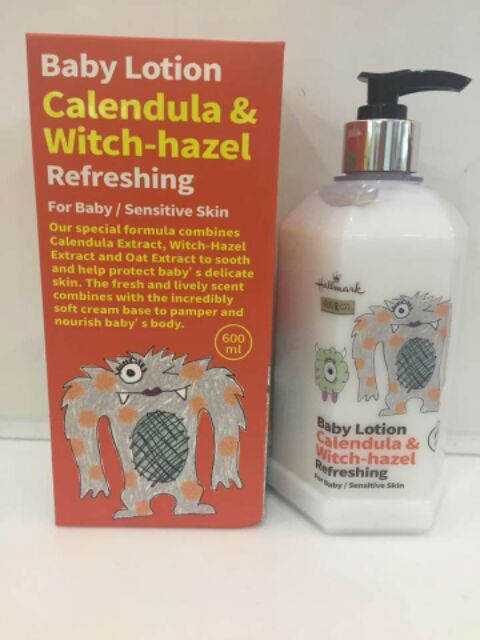 Baby Lotion
Calendula &
Witch-hazel
Refreshing
For Baby / Sensitive Skin
Our special formula combines
Calendula Extract, Witch-Hazel
Extract and Oat Extract to sooth
and help protect baby's delicate
skin. The fresh and lively scent
combines with the incredibly
soft cream base to pamper and
nourish baby's body.
600
ml
Hallmark
Baby Lotion
Calendula &
Witch-hazel
Refreshing
For Baby / Sensitive Skin